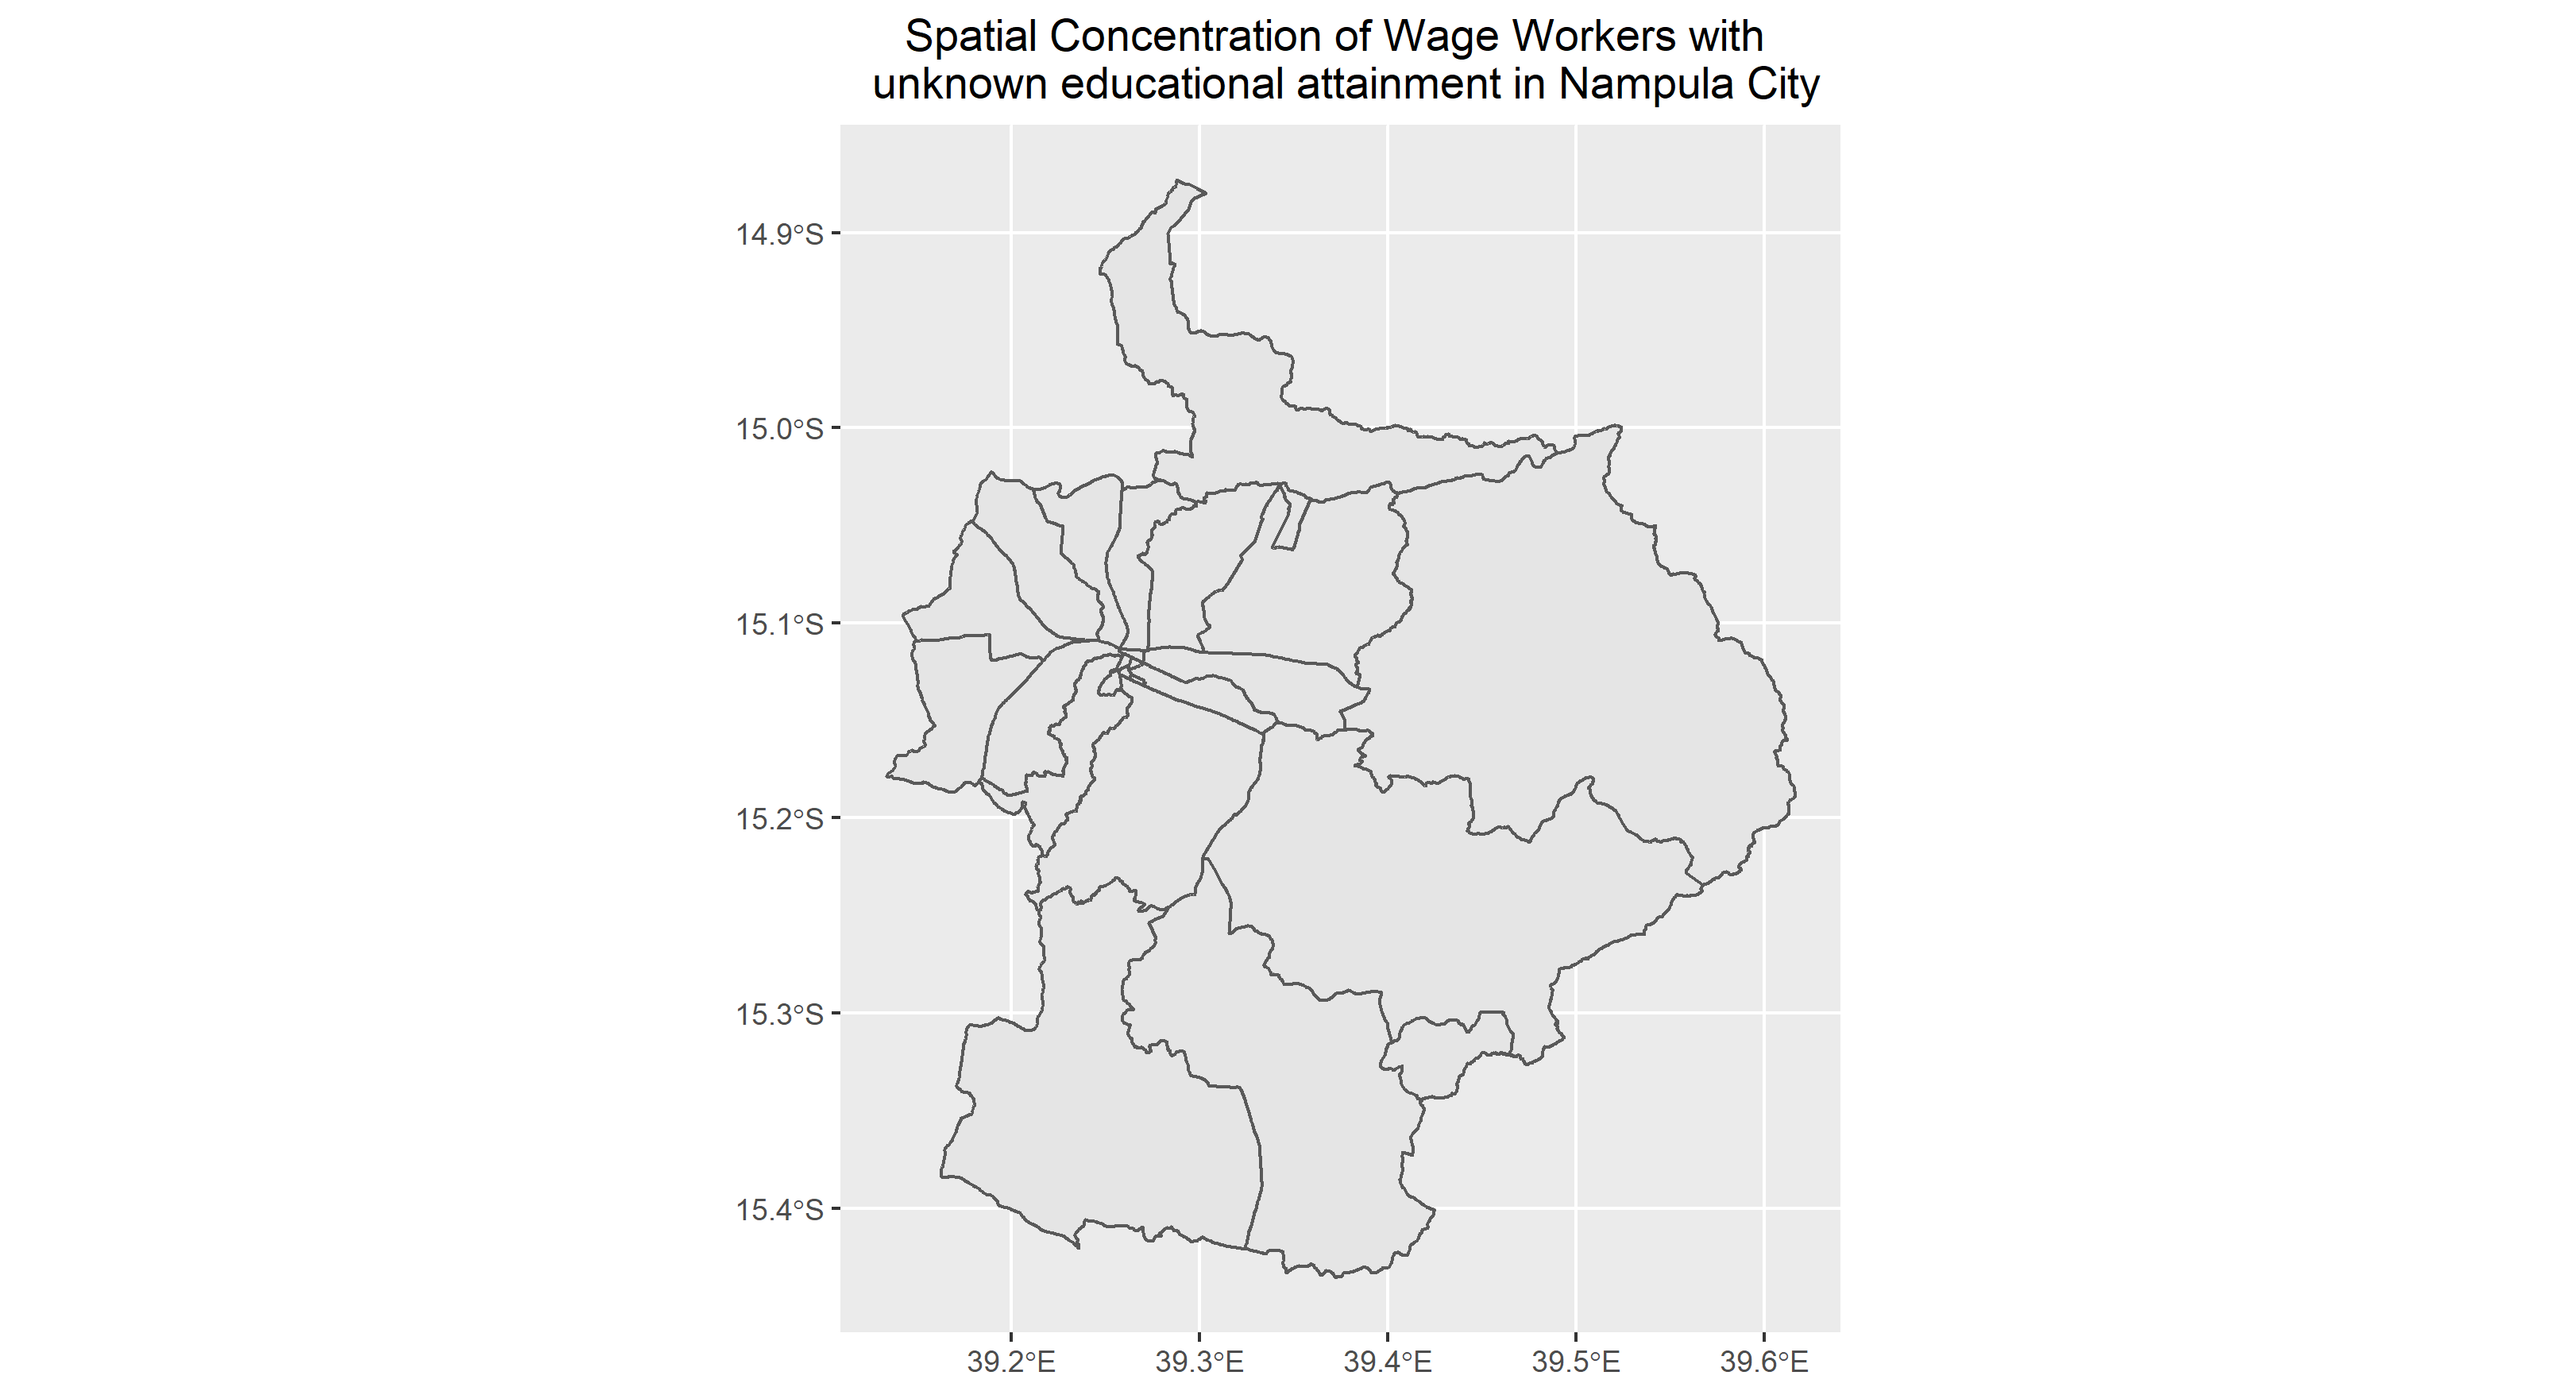 Spatial Concentration of Wage Workers with
unknown educational attainment in Nampula City
14.9°S
15.0°S
15.1°S
15.2°S
15.3°S
15.4°S
39.2°E 39.3°E 39.4°E 39.5°E 39.6°E